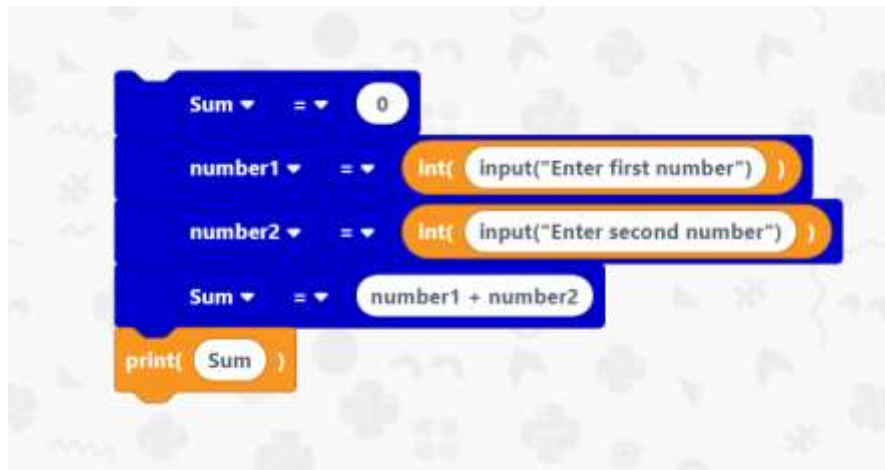 Sum = 0
number1 = int( input("Enter first number") )
number2 = int( input("Enter second number") )
Sum = number1 + number2
print( Sum )